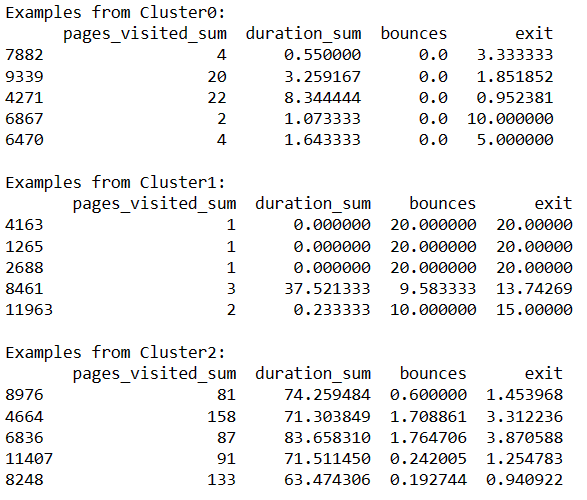 Examples from Cluster0:
pages_visited_sum duration_sum bounces exit
7882 4 0.550000 0.0 3.333333
9339 20 3.259167 0.0 1.851852
4271 22 8.344444 0.0 0.952381
6867 2 1.073333 0.0 10.000000
6470 4 1.643333 0.0 5.000000
Examples from Cluster1:
pages_visited_sum duration_sum bounces exit
4163 1 0.000000 20.000000 20.00000
1265 1 0.000000 20.000000 20.00000
2688 1 0.000000 20.000000 20.00000
8461 3 37.521333 9.583333 13.74269
11963 2 0.233333 10.000000 15.00000
Examples from Cluster2:
pages_visited_sum duration_sum bounces exit
8976 81 74.259484 0.600000 1.453968
4664 158 71.303849 1.708861 3.312236
6836 87 83.658310 1.764706 3.870588
11407 91 71.511450 0.242005 1.254783
8248 133 63.474306 0.192744 0.940922